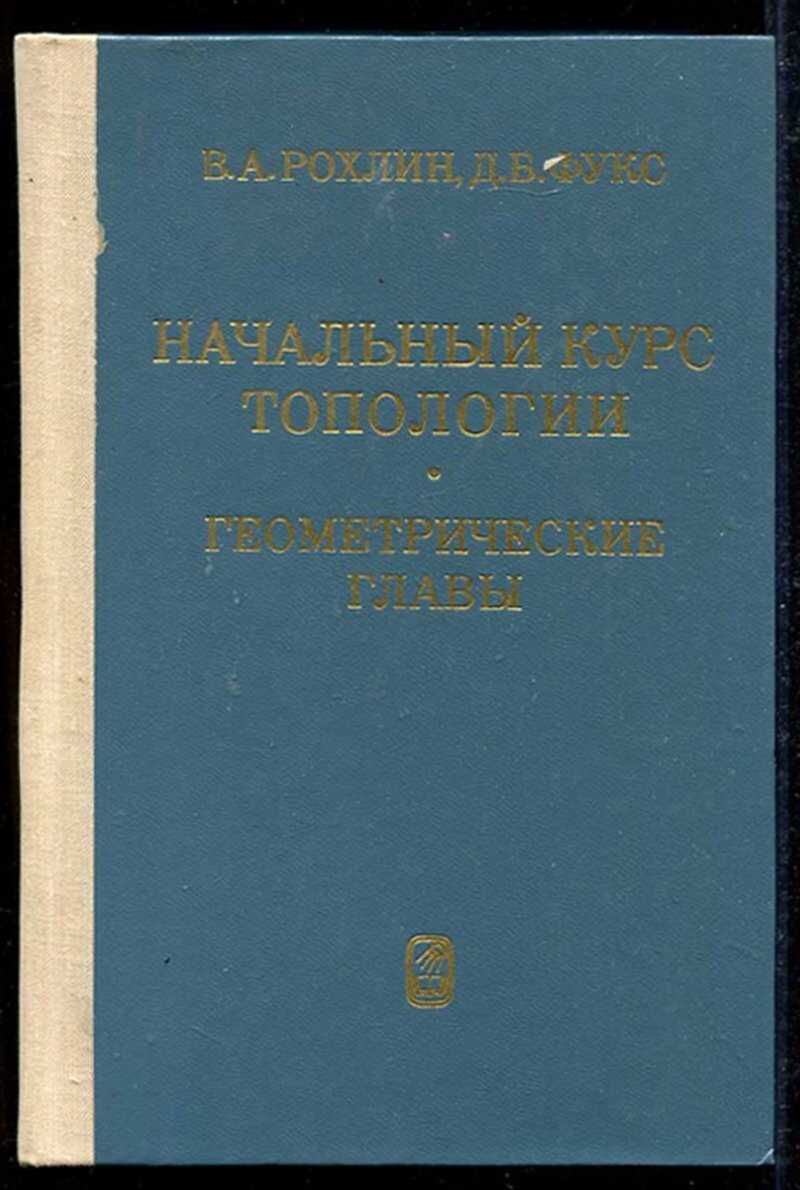 В. А. РОХЛИН, Д. Б. ФУКС
НАЧАЛЬНЫЙ КУРС
ТОПОЛОГИИ
•
ГЕОМЕТРИЧЕСКИЕ
ГЛАВЫ